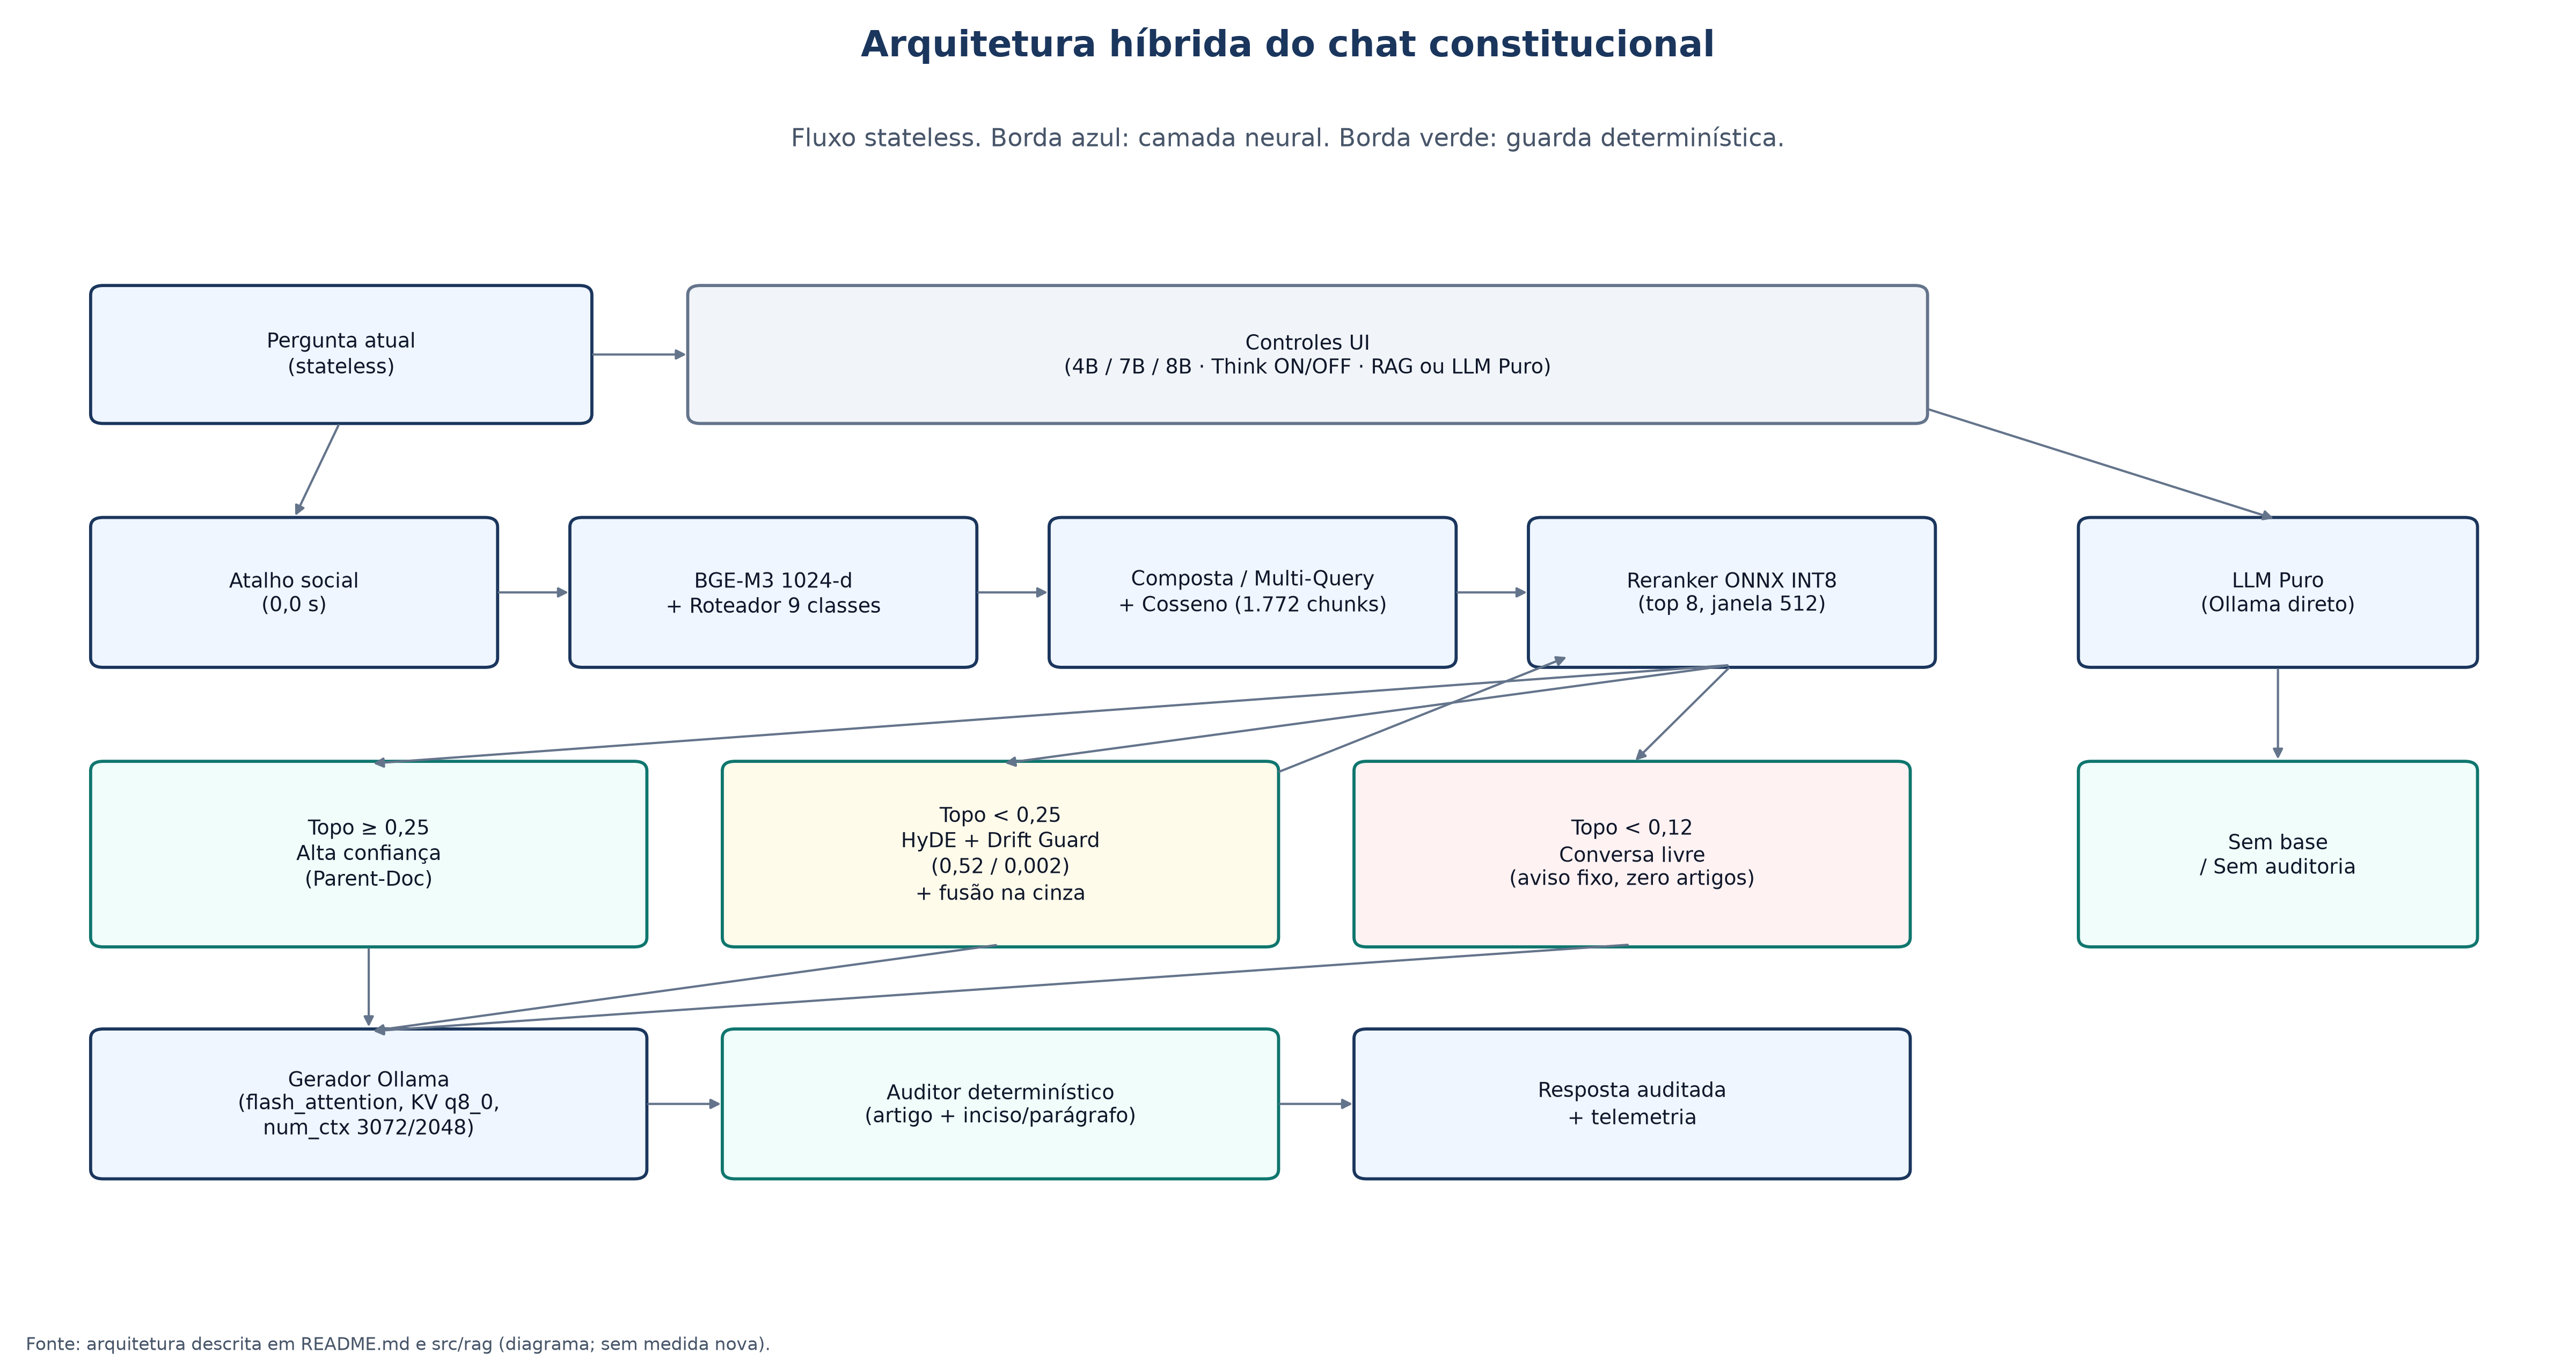 Arquitetura híbrida do chat constitucional
Fluxo stateless. Borda azul: camada neural. Borda verde: guarda determinística.
Pergunta atual
(stateless)
Controles UI
(4B / 7B / 8B · Think ON/OFF · RAG ou LLM Puro)
Atalho social
(0,0 s)
BGE-M3 1024-d
+ Roteador 9 classes
Composta / Multi-Query
+ Cosseno (1.772 chunks)
Reranker ONNX INT8
(top 8, janela 512)
LLM Puro
(Ollama direto)
Topo ≥ 0,25
Alta confiança
(Parent-Doc)
Topo < 0,25
HyDE + Drift Guard
(0,52 / 0,002)
+ fusão na cinza
Topo < 0,12
Conversa livre
(aviso fixo, zero artigos)
Sem base
/ Sem auditoria
Gerador Ollama
(flash_attention, KV q8_0,
num_ctx 3072/2048)
Auditor determinístico
(artigo + inciso/parágrafo)
Resposta auditada
+ telemetria
Fonte: arquitetura descrita em README.md e src/rag (diagrama; sem medida nova).